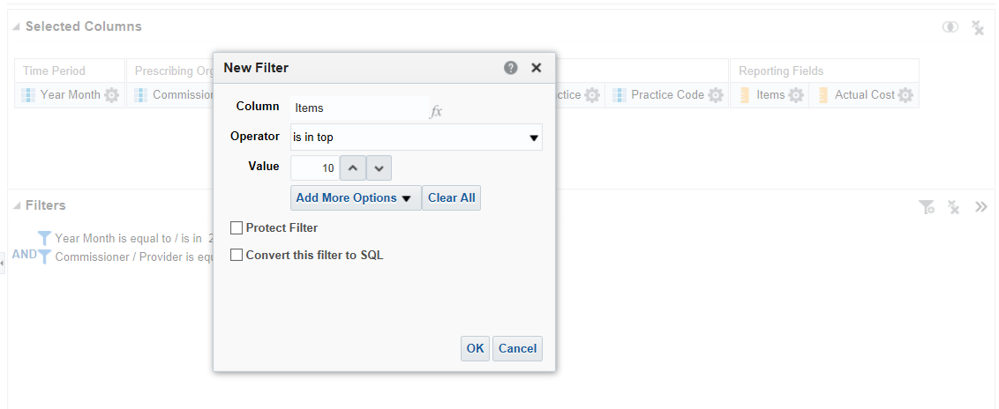 Selected Columns
Time Period
Prescribing Org
Reporting Fields
Year Month
Commissioner
ctice
Practice Code
Items
Actual Cost
New Filter
Column Items fx
Operator is in top
Value 10
Add More Options Clear All
Protect Filter
Convert this filter to SQL
OK Cancel
Filters
Year Month is equal to / is in 2
AND Commissioner / Provider is equ